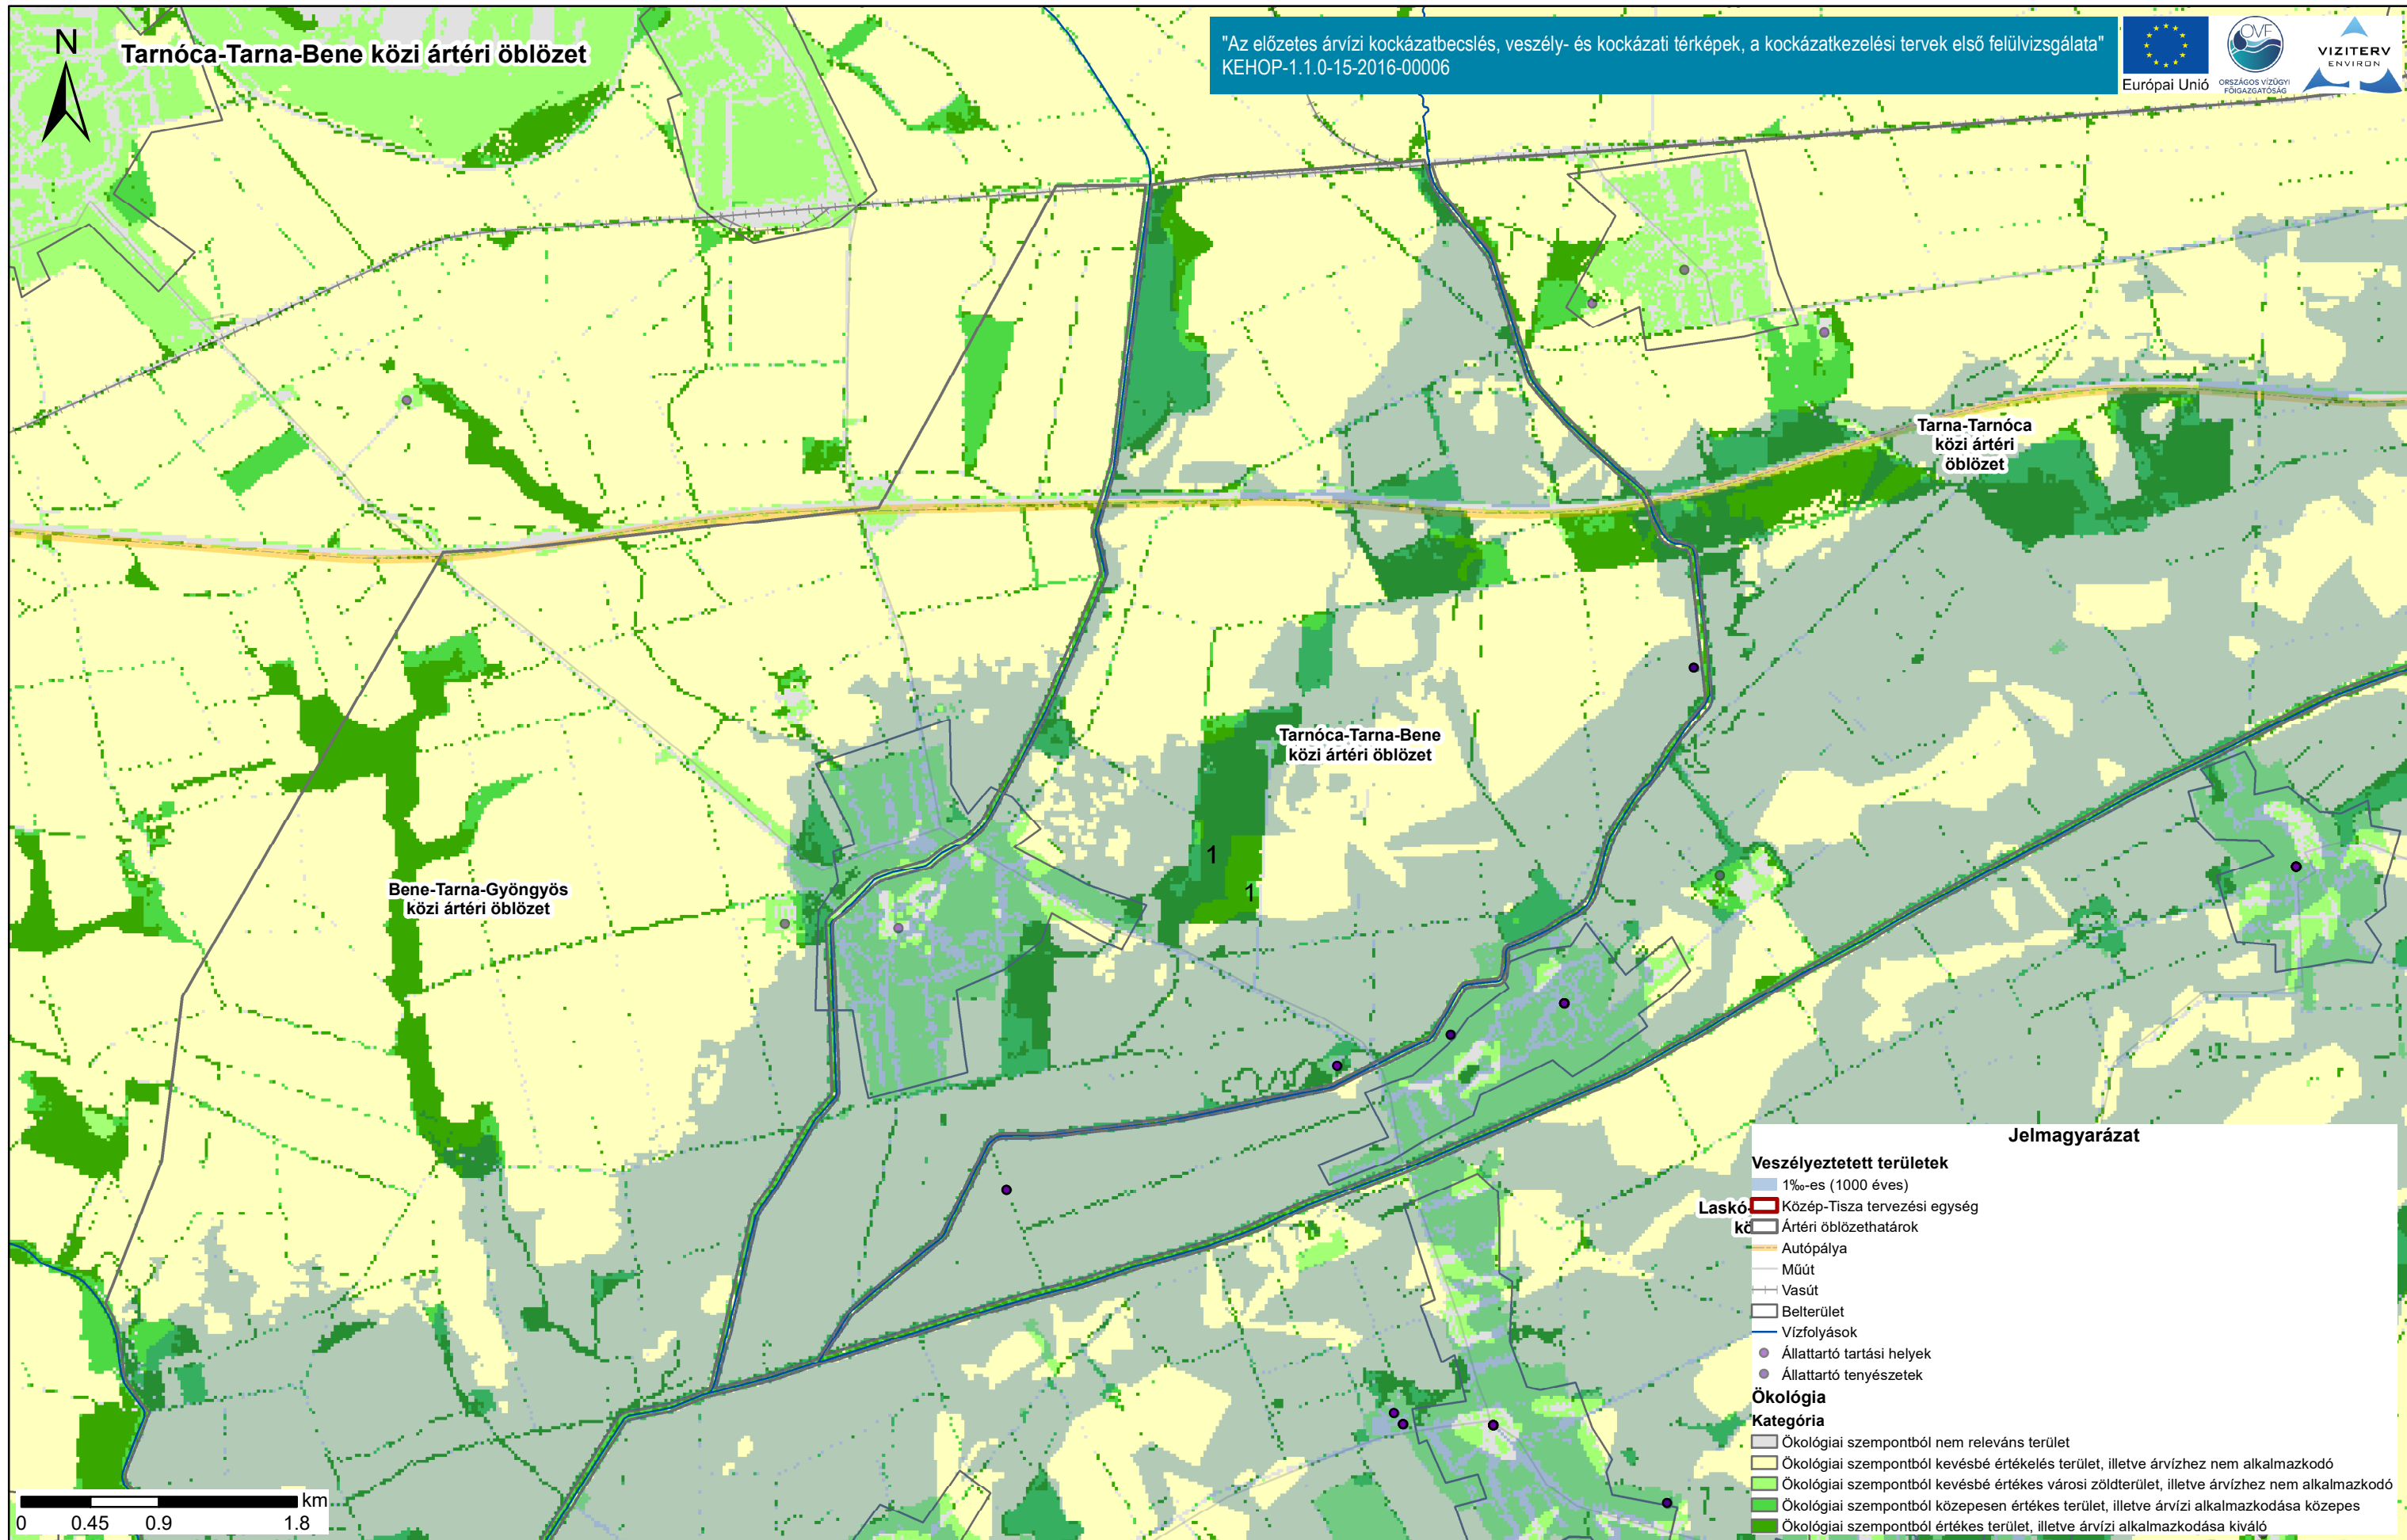 N
Tarnóca-Tarna-Bene közi ártéri öblözet
"Az előzetes árvízi kockázatbecslés, veszély- és kockázati térképek, a kockázatkezelési tervek első felülvizsgálata"
KEHOP-1.1.0-15-2016-00006
Európai Unió
OVF
ORSZÁGOS VÍZÜGYI
FŐIGAZGATÓSÁG
VIZITERV
ENVIRON
Tarna-Tarnóca
közi ártéri
öblözet
Tarnóca-Tarna-Bene
közi ártéri öblözet
1
1
Bene-Tarna-Gyöngyös
közi ártéri öblözet
Laskó-
kö
Jelmagyarázat
Veszélyeztetett területek
1‰-es (1000 éves)
Közép-Tisza tervezési egység
Ártéri öblözethatárok
Autópálya
Műút
Vasút
Belterület
Vízfolyások
Állattartó tartási helyek
Állattartó tenyészetek
Ökológia
Kategória
Ökológiai szempontból nem releváns terület
Ökológiai szempontból kevésbé értékelés terület, illetve árvízhez nem alkalmazkodó
Ökológiai szempontból kevésbé értékes városi zöldterület, illetve árvízhez nem alkalmazkodó
Ökológiai szempontból közepesen értékes terület, illetve árvízi alkalmazkodása közepes
Ökológiai szempontból értékes terület, illetve árvízi alkalmazkodása kiváló
km
0 0.45 0.9 1.8